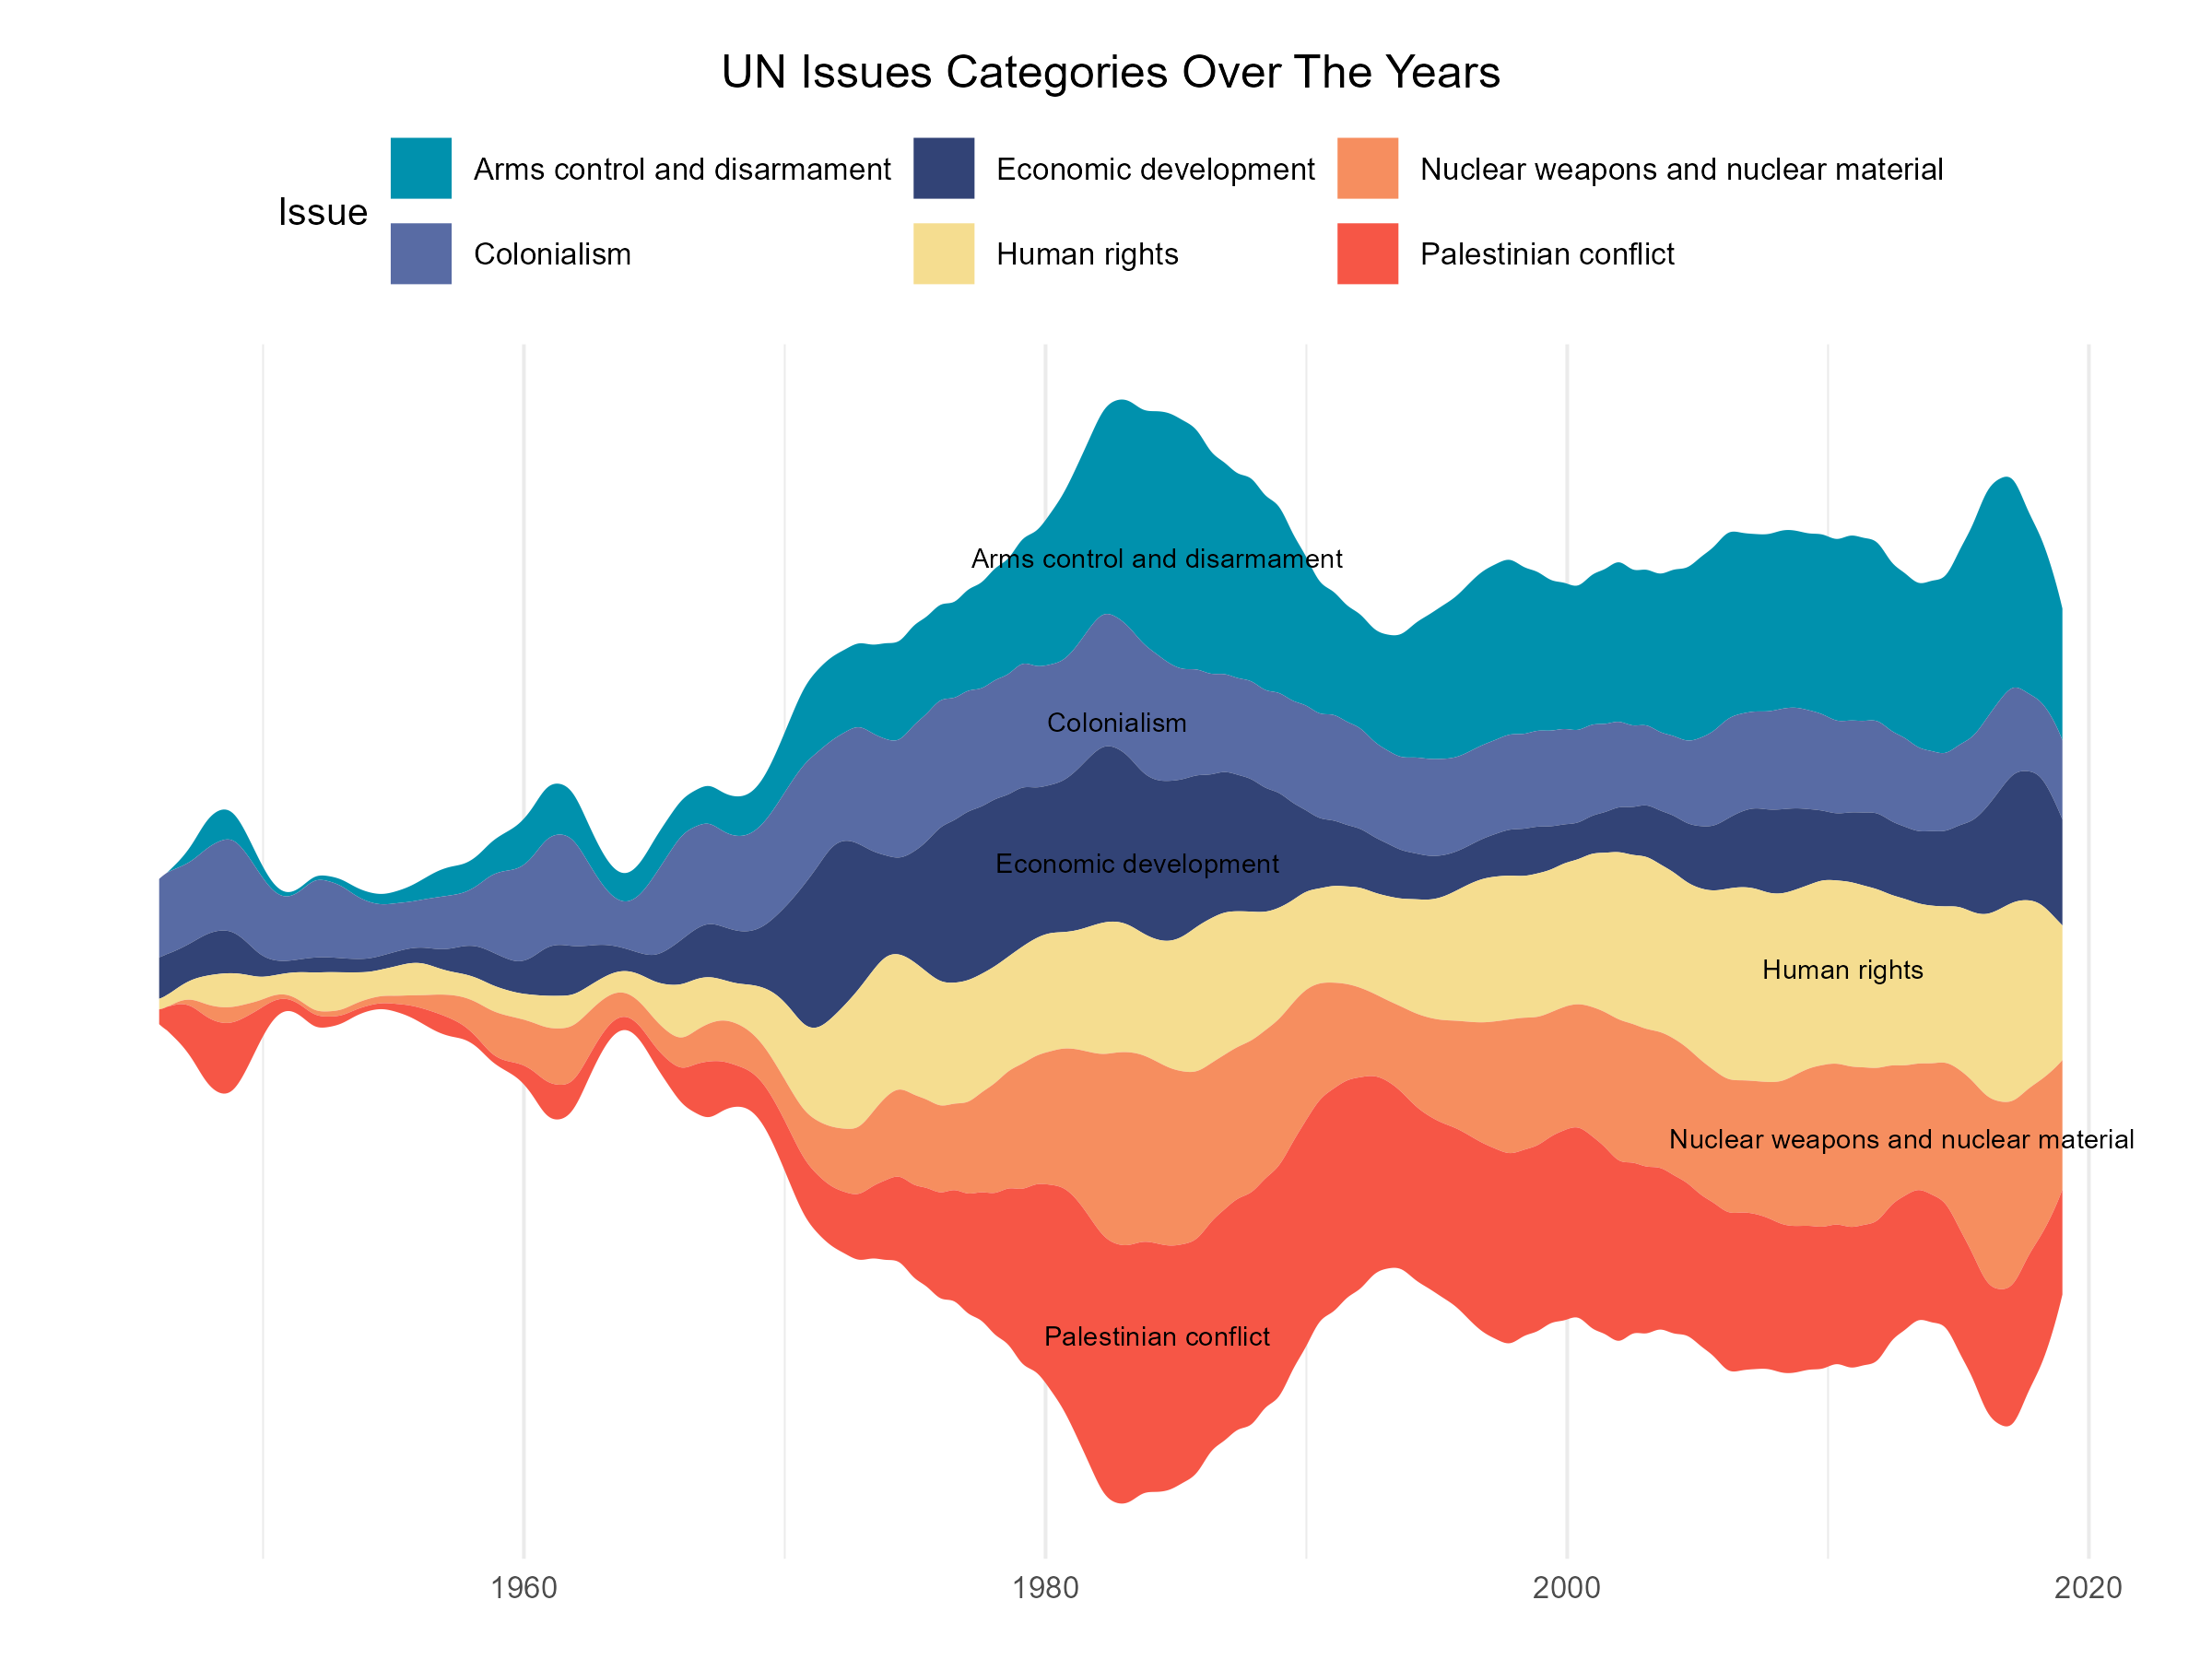 UN Issues Categories Over The Years
Issue
Arms control and disarmament
Economic development
Nuclear weapons and nuclear material
Colonialism
Human rights
Palestinian conflict
Arms control and disarmament
Colonialism
Economic development
Human rights
Nuclear weapons and nuclear material
Palestinian conflict
1960 1980 2000 2020